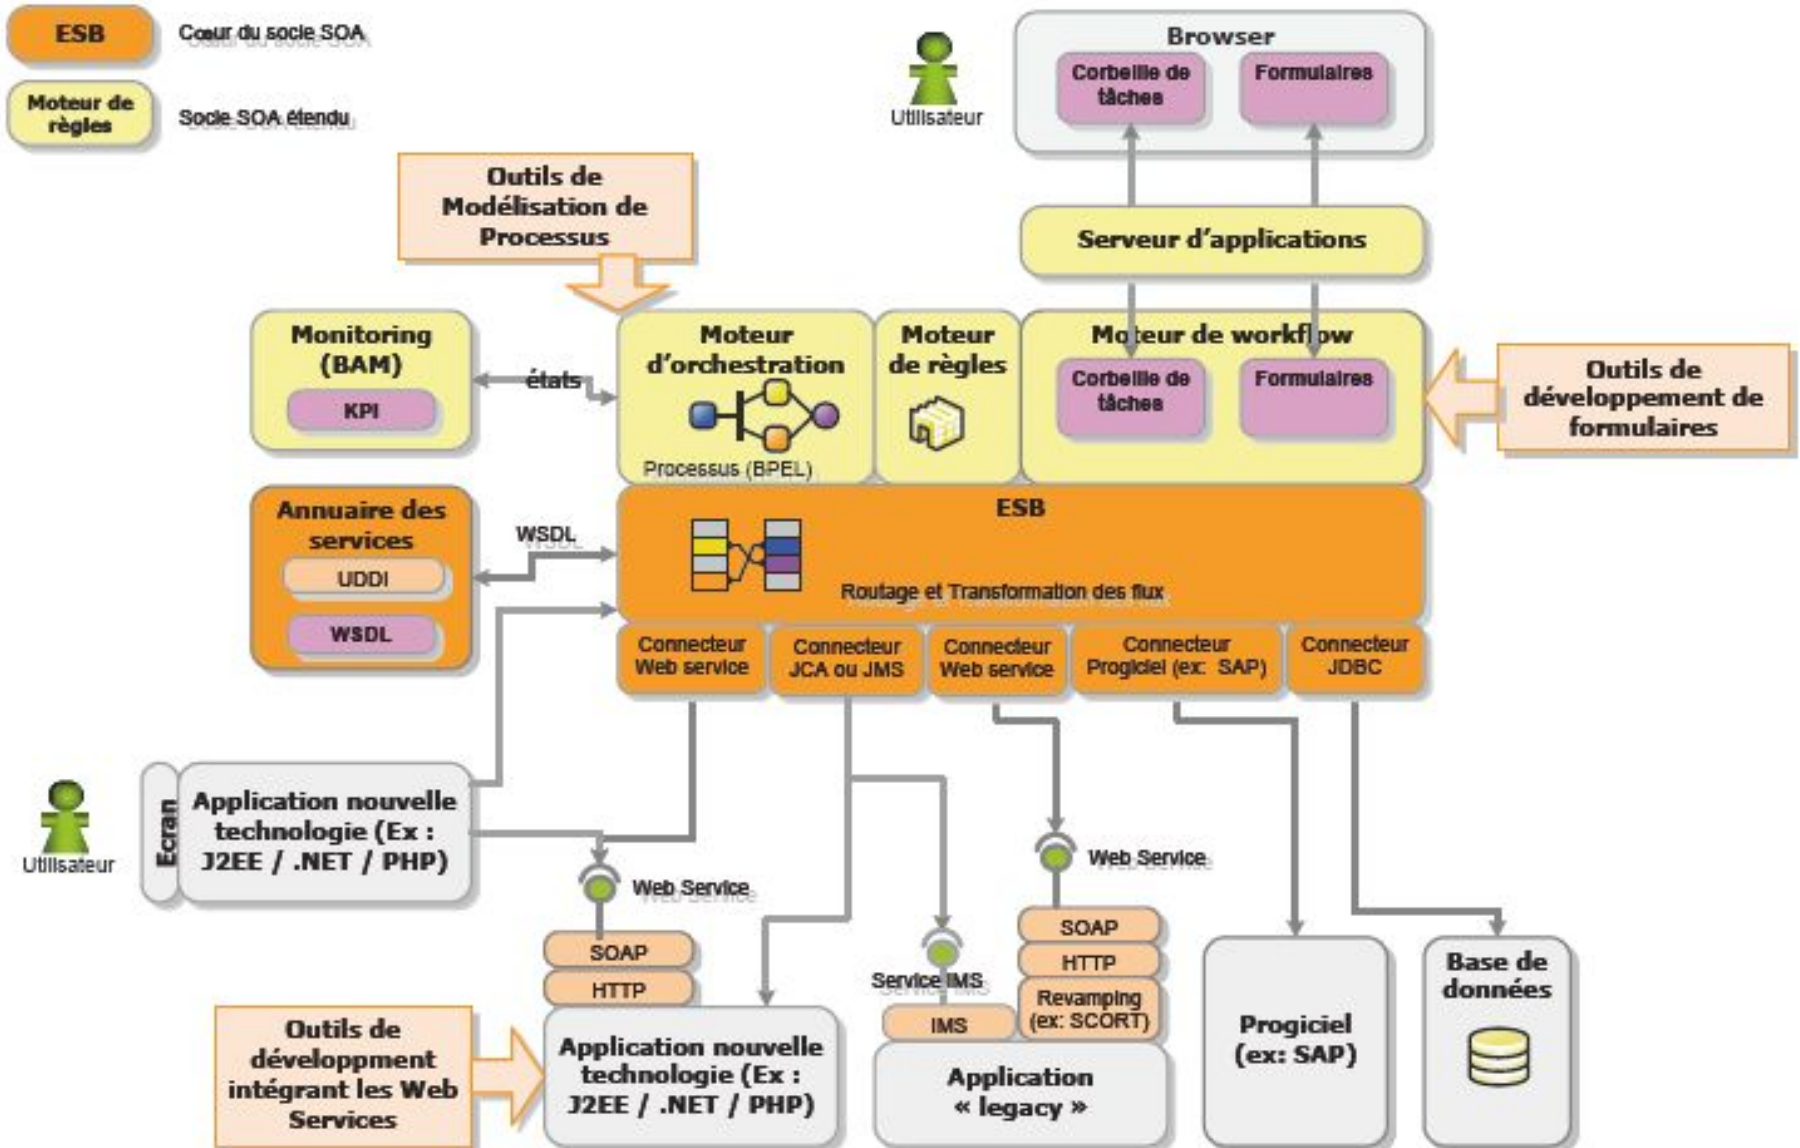 ESB
Cœur du socle SOA
Moteur de
règles
Socle SOA étendu
Utilisateur
Browser
Corbeille de
tâches
Formulaires
Outils de
Modélisation de
Processus
Serveur d'applications
Monitoring
(BAM)
KPI
états
Moteur
d'orchestration
Processus (BPEL)
Moteur
de règles
Moteur de workflow
Corbeille de
tâches
Formulaires
Outils de
développement de
formulaires
Annuaire des
services
UDDI
WSDL
WSDL
ESB
Routage et Transformation des flux
Connecteur
Web service
Connecteur
JCA ou JMS
Connecteur
Web service
Connecteur
Progiciel (ex: SAP)
Connecteur
JDBC
Utilisateur
Ecran
Application nouvelle
technologie (Ex :
J2EE / .NET / PHP)
Web Service
SOAP
HTTP
Web Service
SOAP
HTTP
Revamping
(ex: SCORT)
Service IMS
IMS
Outils de
développment
intégrant les Web
Services
Application nouvelle
technologie (Ex :
J2EE / .NET / PHP)
Application
« legacy »
Progiciel
(ex: SAP)
Base de
données